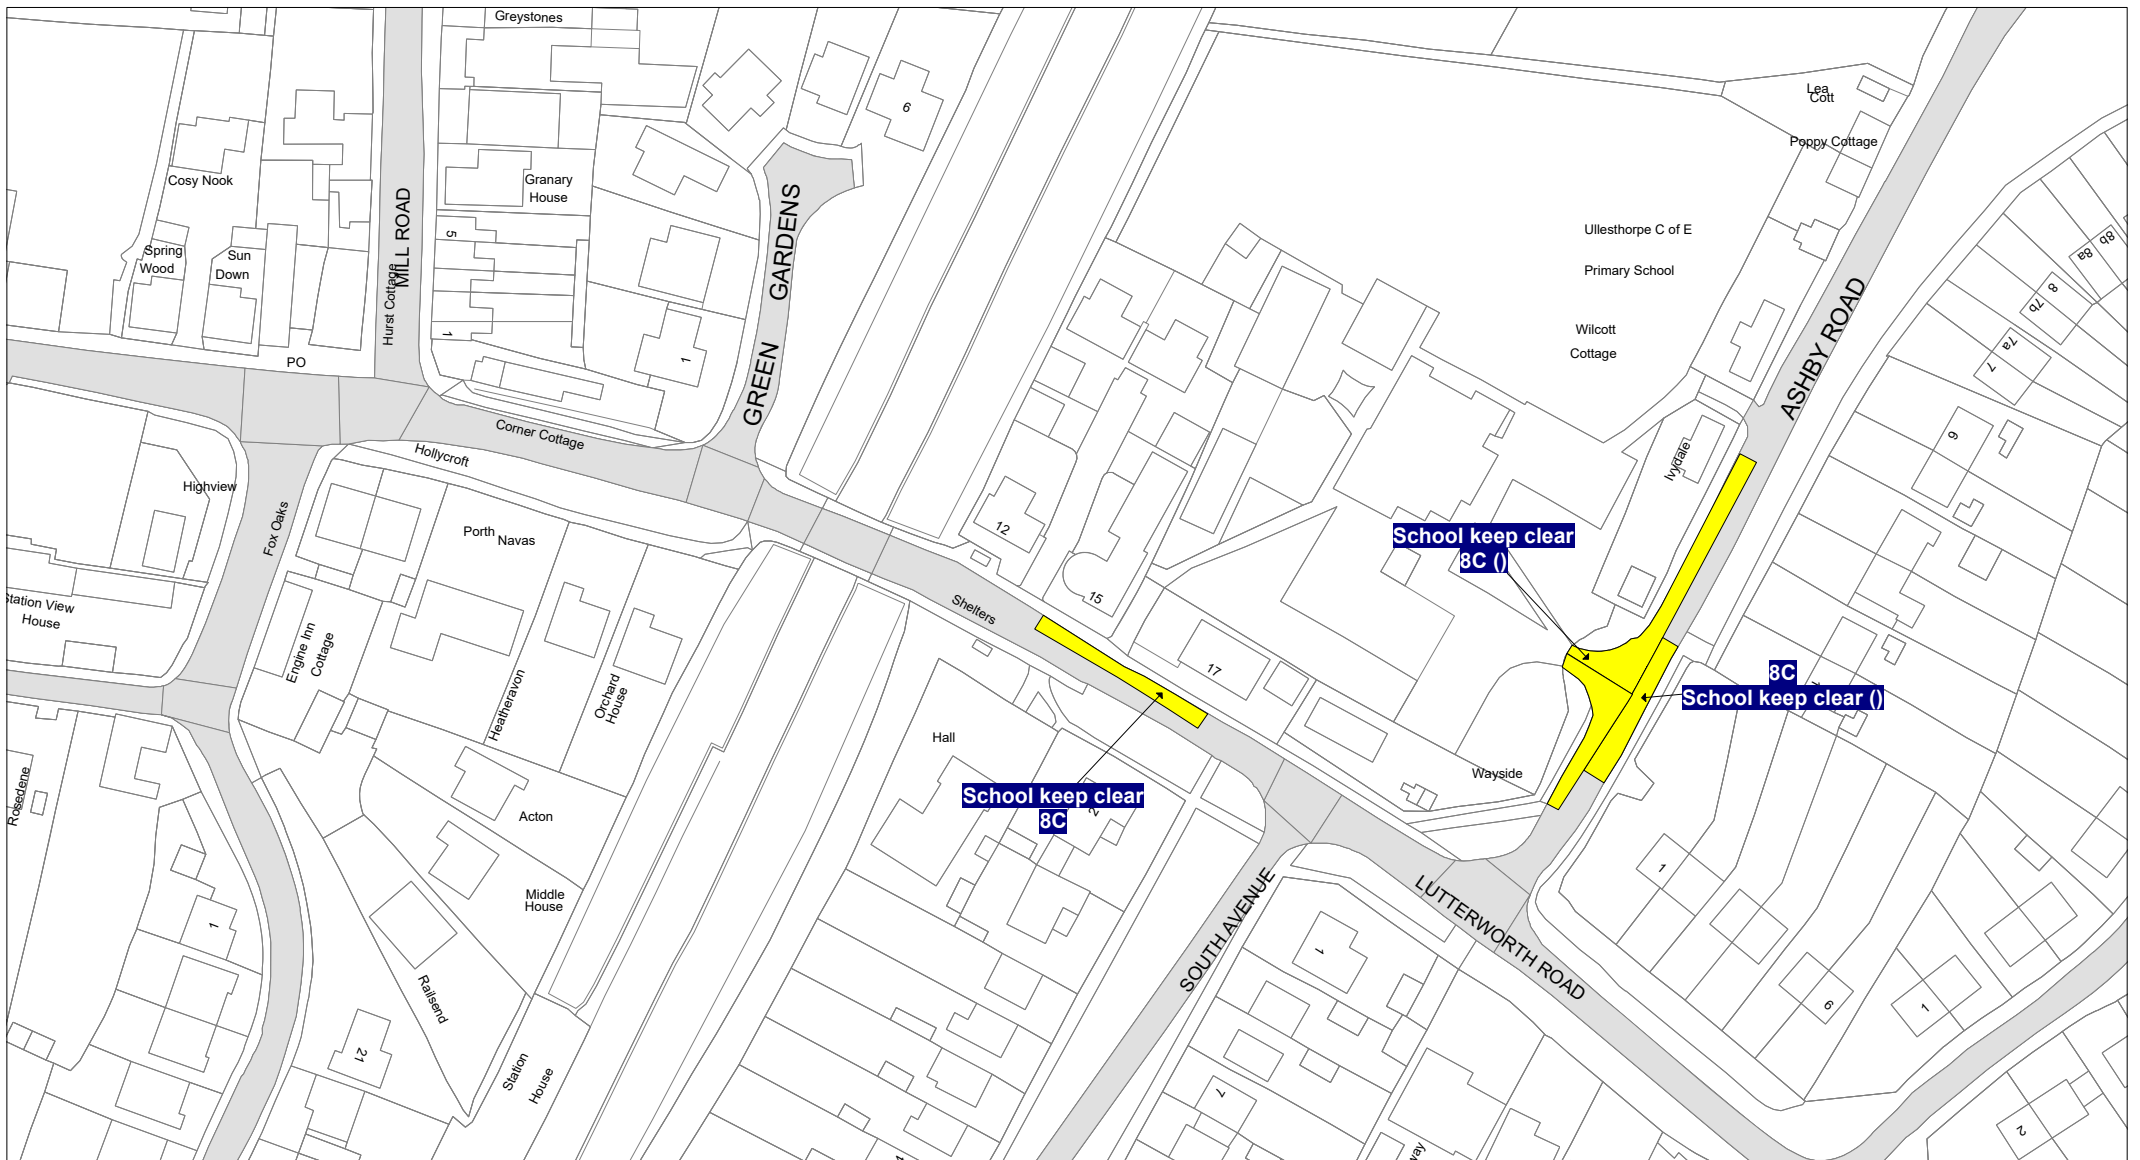 Greystones
6
Lea
Cott
Poppy Cottage
Cosy Nook
Granary
House
MILL ROAD
Hurst Cottage
GREEN GARDENS
5
1
1
Spring
Wood
Sun
Down
PO
Ullesthorpe C of E
Primary School
Wilcott
Cottage
ASHBY ROAD
8b
8a
8
7b
7a
7
9
Corner Cottage
Hollycroft
Highview
Fox Oaks
Porth
Navas
12
15
17
Ivydale
School keep clear
8C ()
Shelters
Station View
House
Engine Inn
Cottage
Heatheravon
Orchard
House
8C
School keep clear ()
Hall
Wayside
School keep clear
8C
2
Rosedene
Acton
Middle
House
1
1
SOUTH AVENUE
LUTTERWORTH ROAD
1
6
1
Railsend
21
Station
House
7
2
way